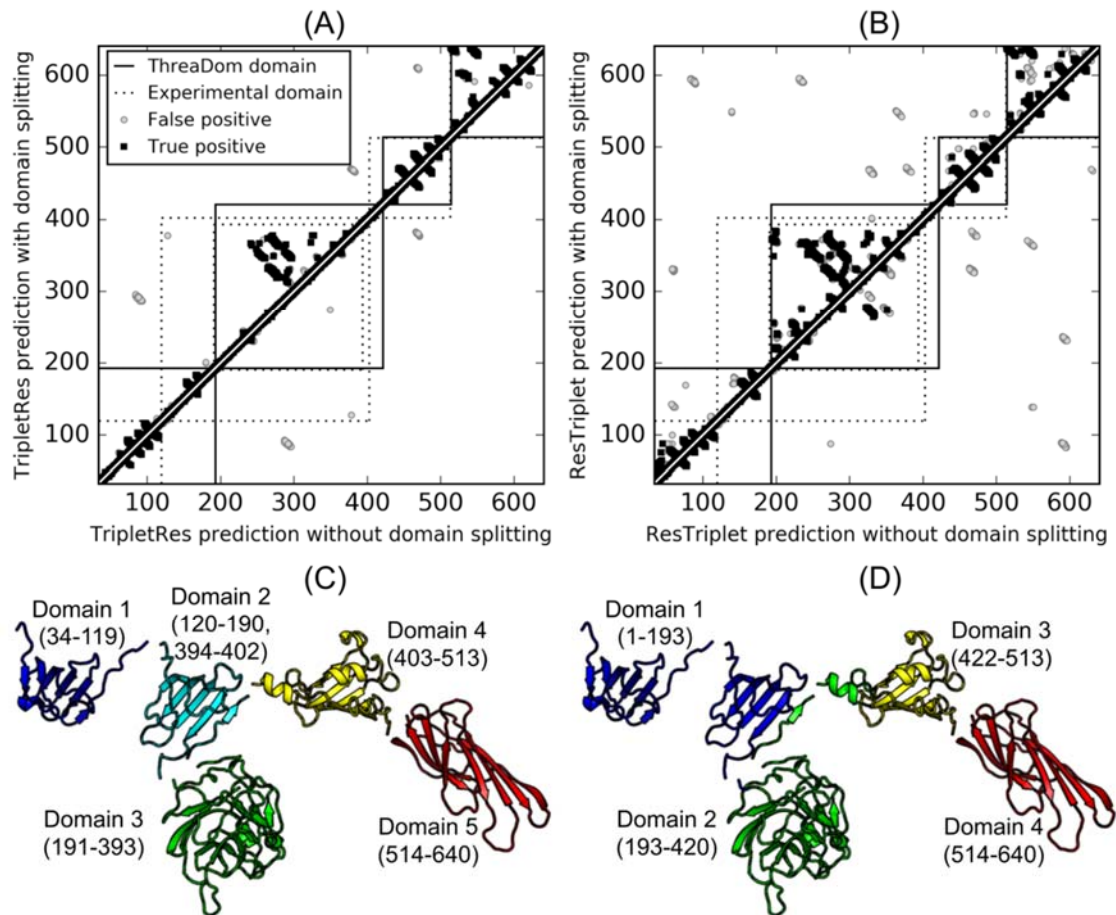 (A)
(B)
TripletRes prediction with domain splitting
600
500
400
300
200
100
ThreaDom domain
Experimental domain
False positive
True positive
100 200 300 400 500 600
TripletRes prediction without domain splitting
ResTriplet prediction with domain splitting
600
500
400
300
200
100
100 200 300 400 500 600
ResTriplet prediction without domain splitting
(C)
Domain 1
(34-119)
Domain 2
(120-190,
394-402)
Domain 4
(403-513)
Domain 3
(191-393)
Domain 5
(514-640)
(D)
Domain 1
(1-193)
Domain 3
(422-513)
Domain 2
(193-420)
Domain 4
(514-640)